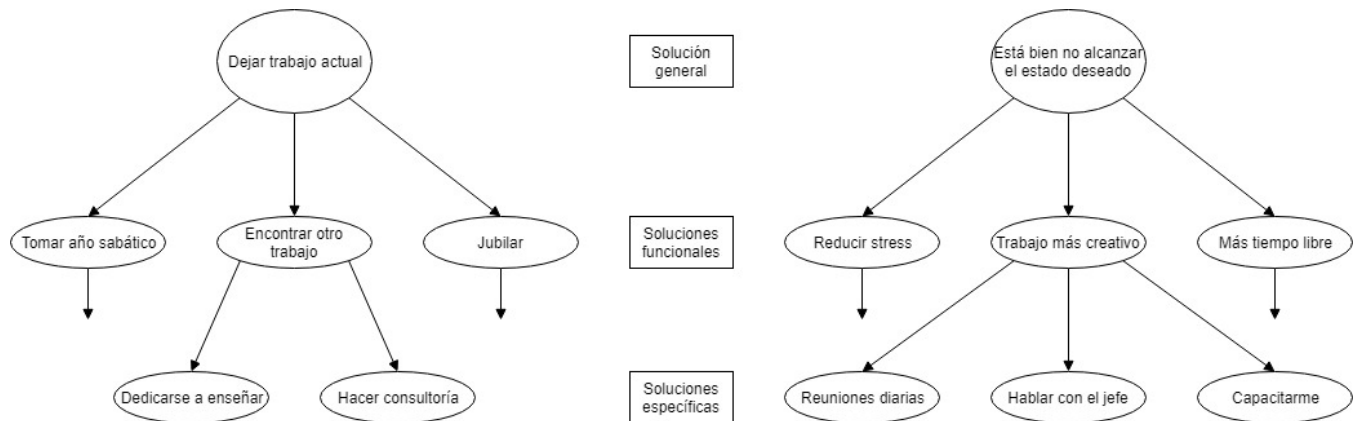 Dejar trabajo actual
Solución
general
Está bien no alcanzar
el estado deseado
Tomar año sabático
Encontrar otro
trabajo
Jubilar
Soluciones
funcionales
Reducir stress
Trabajo más creativo
Más tiempo libre
Dedicarse a enseñar
Hacer consultoría
Soluciones
específicas
Reuniones diarias
Hablar con el jefe
Capacitarme